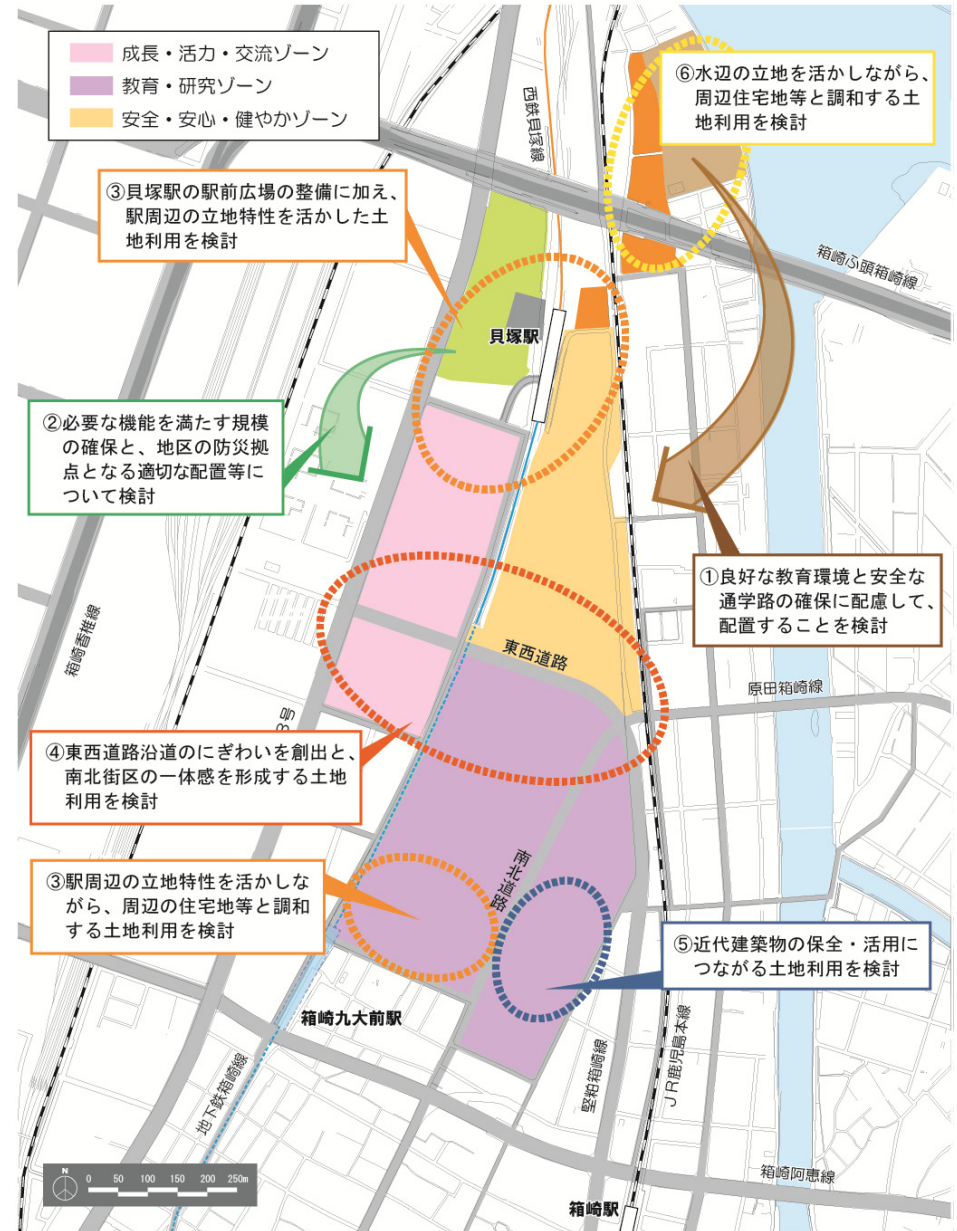 成長・活力・交流ゾーン
教育・研究ゾーン
安全・安心・健やかゾーン
西鉄貝塚線
⑥水辺の立地を活かしながら、
周辺住宅地等と調和する土
地利用を検討
③貝塚駅の駅前広場の整備に加え、
駅周辺の立地特性を活かした土
地利用を検討
箱崎ふ頭箱崎線
貝塚駅
②必要な機能を満たす規模
の確保と、地区の防災拠
点となる適切な配置等に
ついて検討
①良好な教育環境と安全な
通学路の確保に配慮して、
配置することを検討
箱崎香椎線
東西道路
原田箱崎線
3号
④東西道路沿道のにぎわいを創出と、
南北街区の一体感を形成する土地
利用を検討
南北道路
③駅周辺の立地特性を活かしな
がら、周辺の住宅地等と調和
する土地利用を検討
⑤近代建築物の保全・活用に
つながる土地利用を検討
箱崎九大前駅
地下鉄箱崎線
堅粕箱崎線
JR鹿児島本線
箱崎阿恵線
N
0 50 100 150 200 250m
箱崎駅